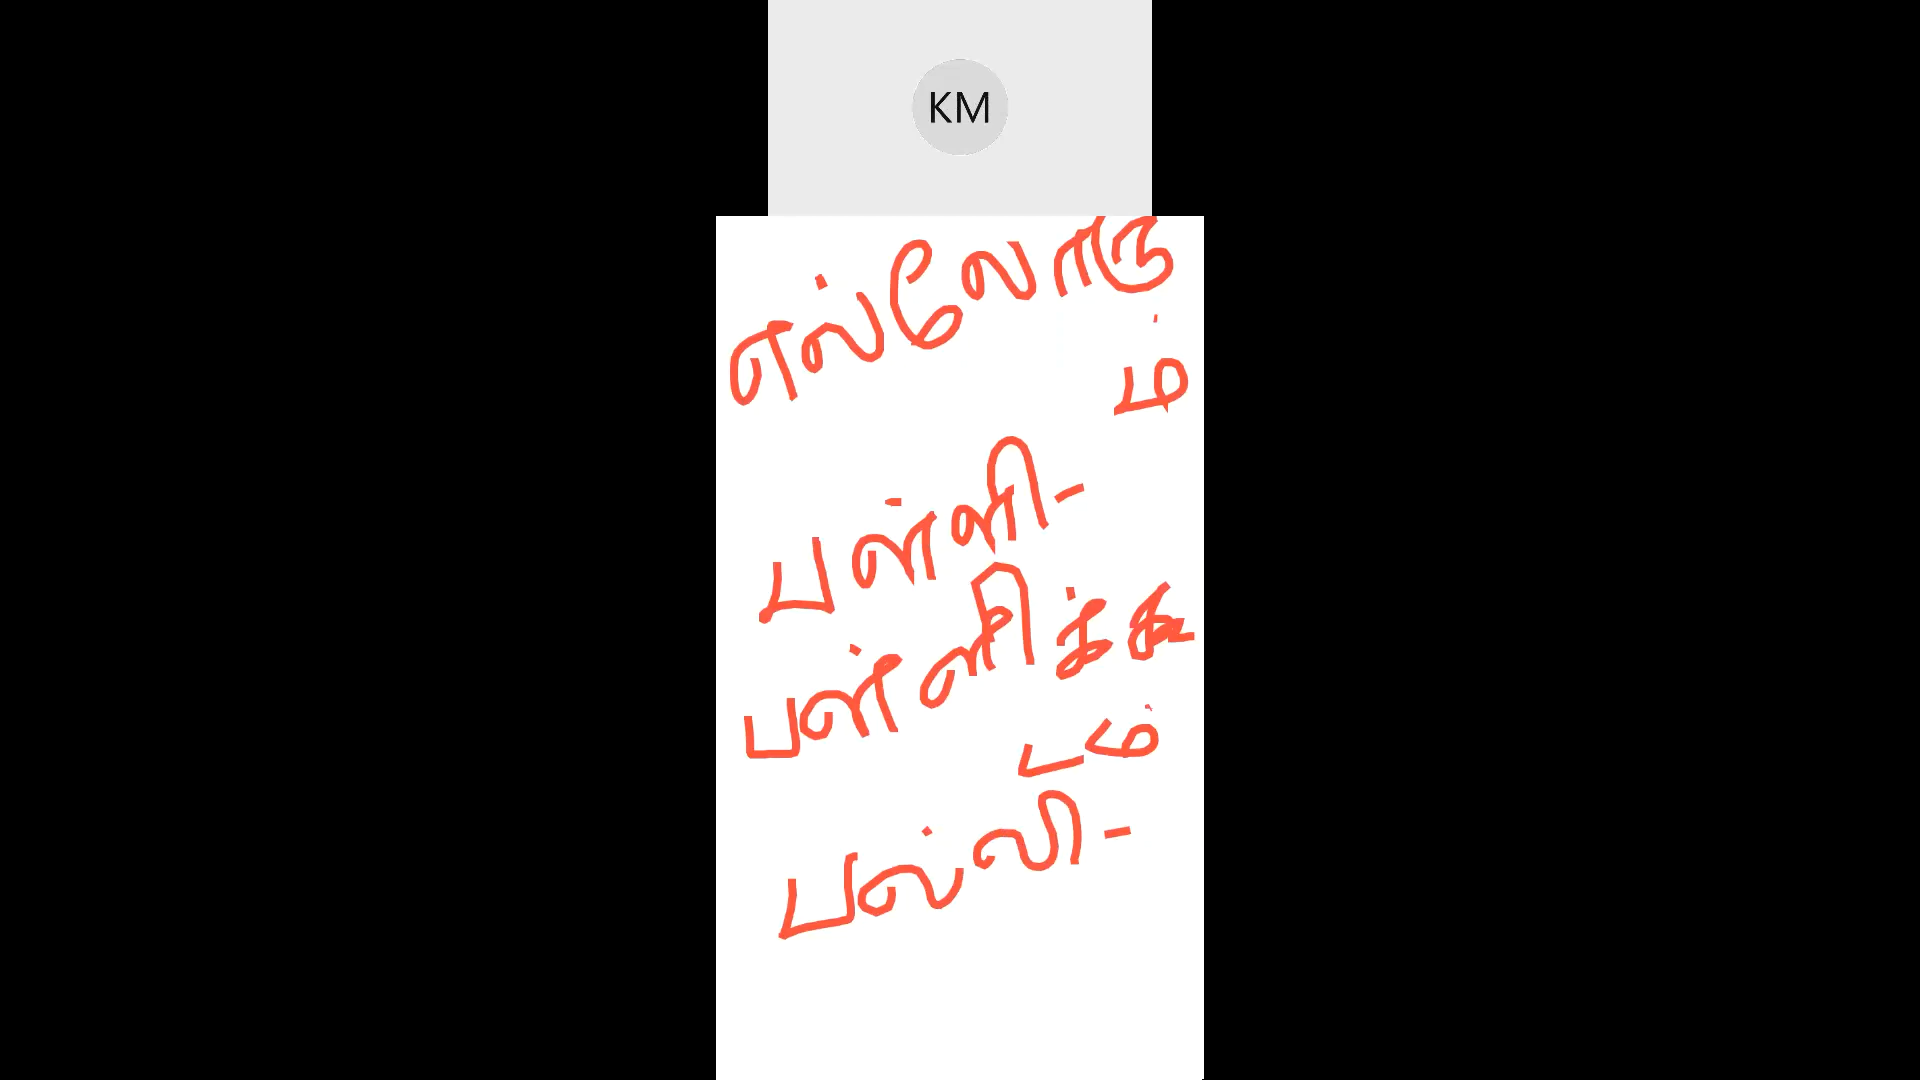 KM
எல்லோரு
ம்
பள்ளி-
பள்ளிக்கூ
டம்
பல்லி-